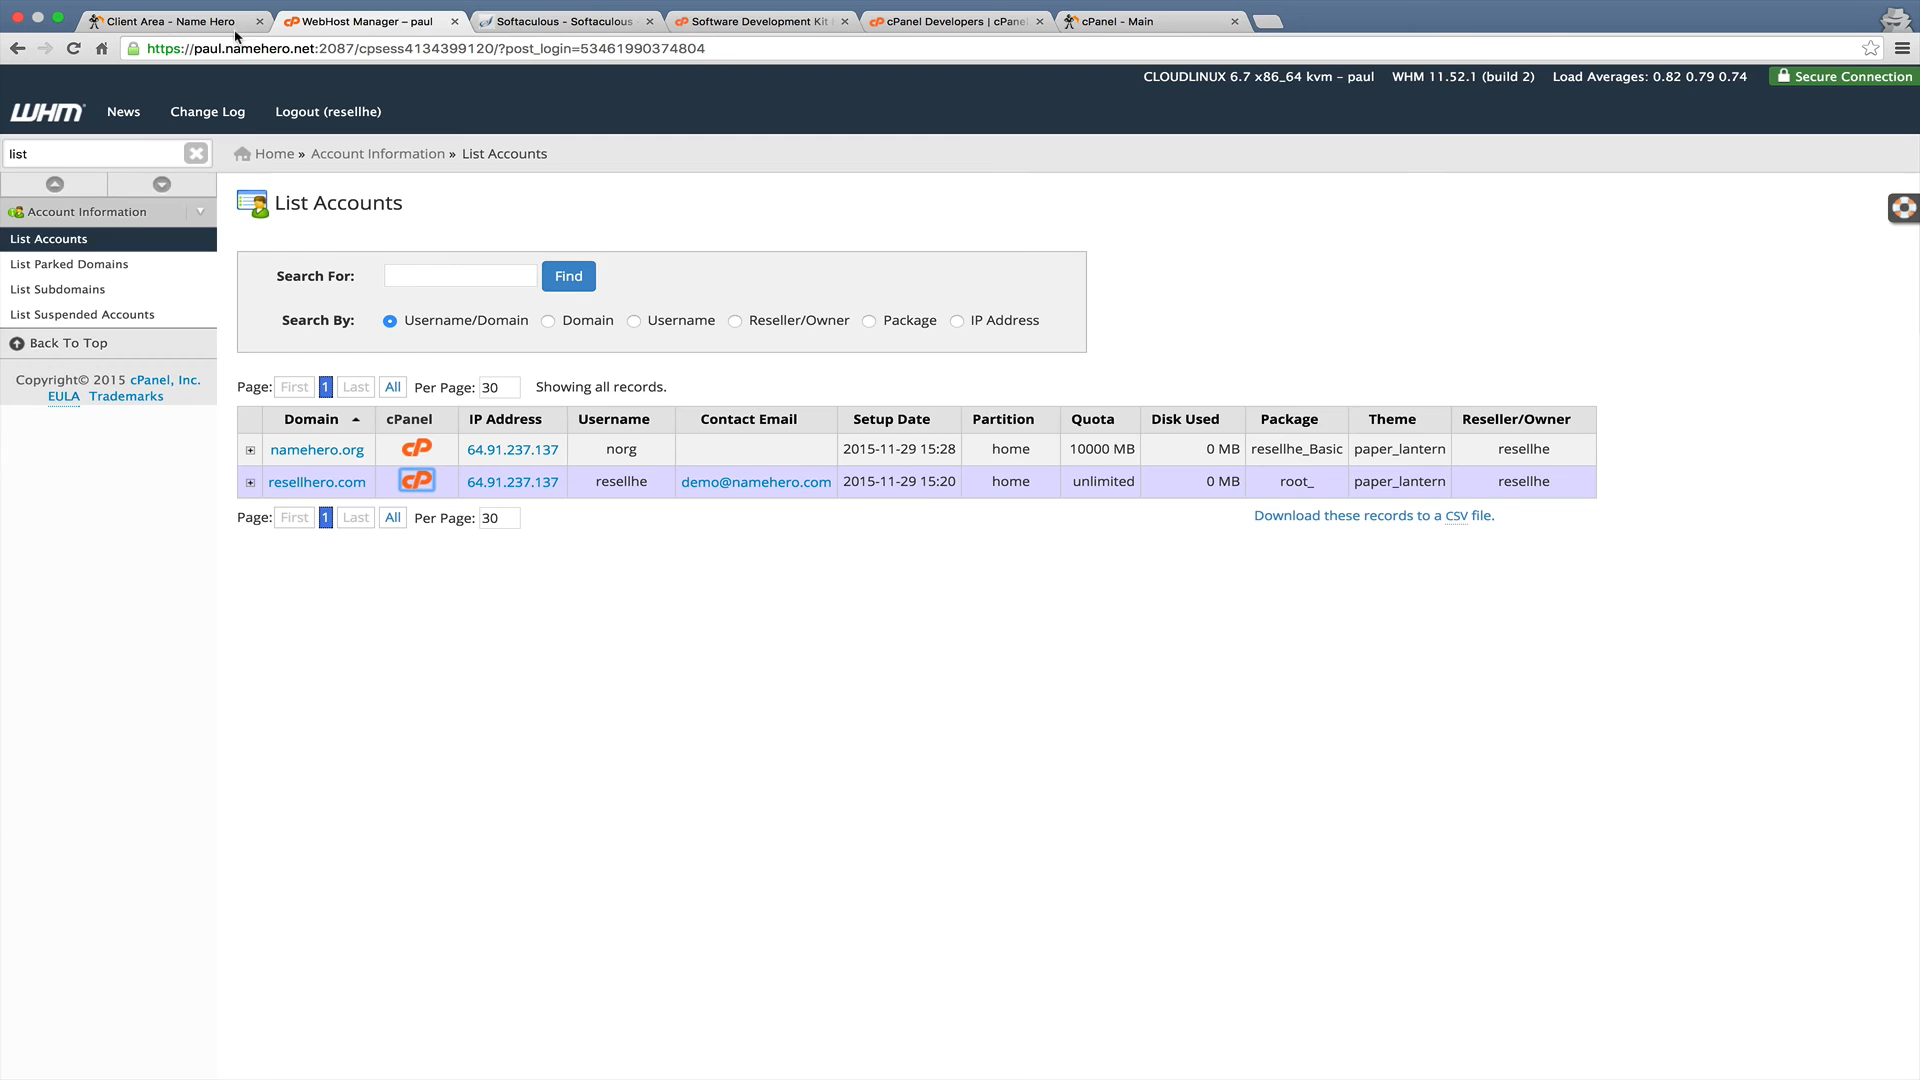 Client Area - Name Hero
WebHost Manager – paul
Softaculous - Softaculous
Software Development Kit
cPanel Developers | cPanel
cPanel - Main
https://paul.namehero.net:2087/cpsess4134399120/?post_login=53461990374804
CLOUDLINUX 6.7 x86_64 kvm – paul WHM 11.52.1 (build 2) Load Averages: 0.82 0.79 0.74 Secure Connection
WHM News Change Log Logout (resellhe)
list
Home » Account Information » List Accounts
Account Information
List Accounts
List Parked Domains
List Subdomains
List Suspended Accounts
Back To Top
Copyright© 2015 cPanel, Inc.
EULA Trademarks
List Accounts
Search For: Find
Search By: Username/Domain Domain Username Reseller/Owner Package IP Address
Page: First 1 Last All Per Page: 30 Showing all records.
Domain cPanel IP Address Username Contact Email Setup Date Partition Quota Disk Used Package Theme Reseller/Owner
namehero.org cP 64.91.237.137 norg 2015-11-29 15:28 home 10000 MB 0 MB resellhe_Basic paper_lantern resellhe
resellhero.com cP 64.91.237.137 resellhe demo@namehero.com 2015-11-29 15:20 home unlimited 0 MB root_ paper_lantern resellhe
Page: First 1 Last All Per Page: 30
Download these records to a CSV file.